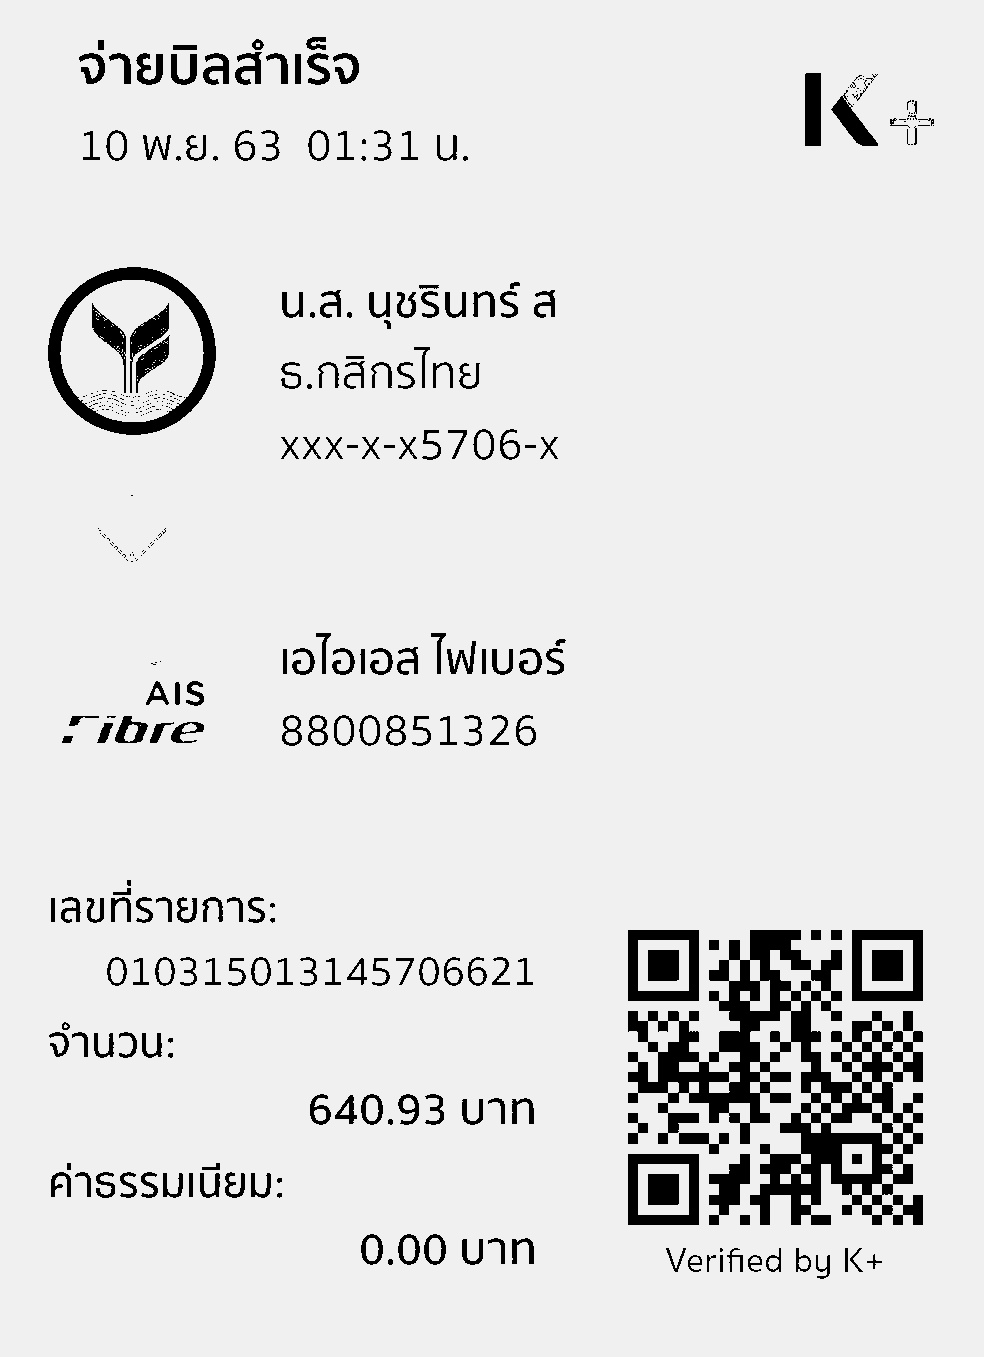 จ่ายบิลสำเร็จ
10 พ.ย. 63 01:31 น.
K+
น.ส. นุชรินทร์ ส
ธ.กสิกรไทย
xxx-x-x5706-x
เอไอเอส ไฟเบอร์
AIS
Fibre
8800851326
เลขที่รายการ:
010315013145706621
จำนวน:
640.93 บาท
ค่าธรรมเนียม:
0.00 บาท
Verified by K+